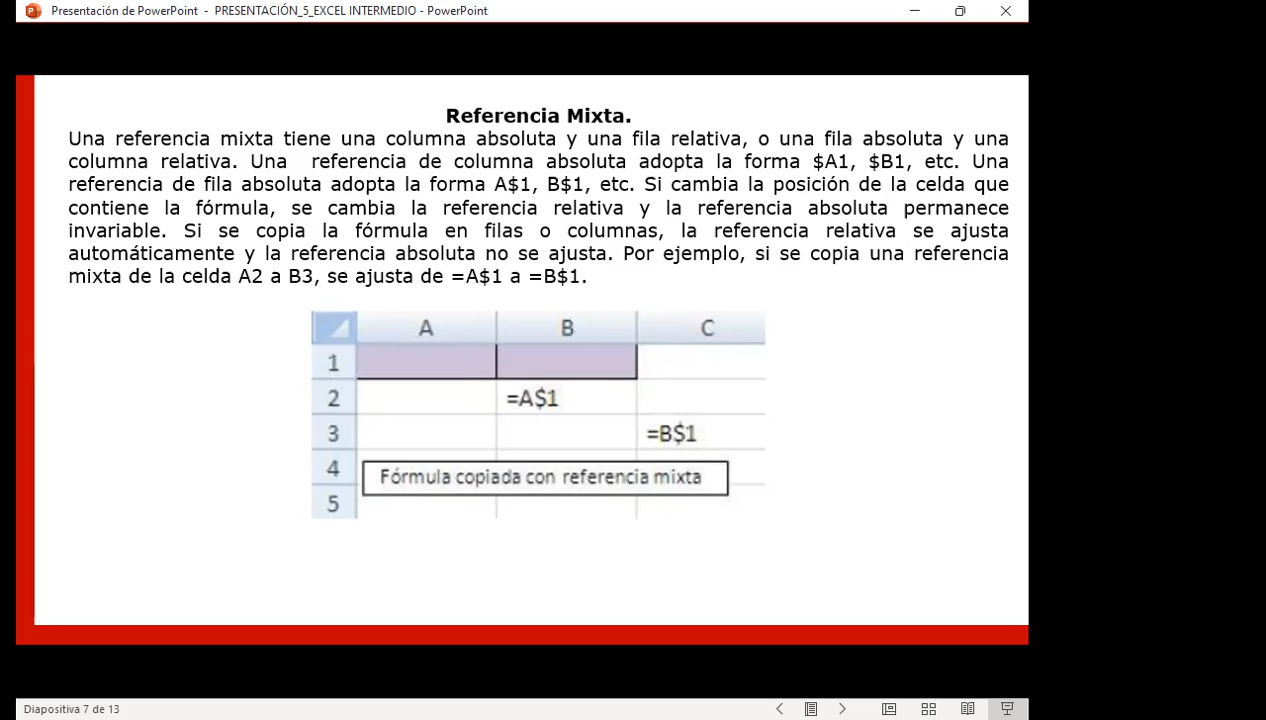 Presentación de PowerPoint - PRESENTACIÓN_5_EXCEL INTERMEDIO - PowerPoint
Referencia Mixta.
Una referencia mixta tiene una columna absoluta y una fila relativa, o una fila absoluta y una
columna relativa. Una referencia de columna absoluta adopta la forma $A1, $B1, etc. Una
referencia de fila absoluta adopta la forma A$1, B$1, etc. Si cambia la posición de la celda que
contiene la fórmula, se cambia la referencia relativa y la referencia absoluta permanece
invariable. Si se copia la fórmula en filas o columnas, la referencia relativa se ajusta
automáticamente y la referencia absoluta no se ajusta. Por ejemplo, si se copia una referencia
mixta de la celda A2 a B3, se ajusta de =A$1 a =B$1.
A B C
1
2 =A$1
3 =B$1
4 Fórmula copiada con referencia mixta
5
Diapositiva 7 de 13